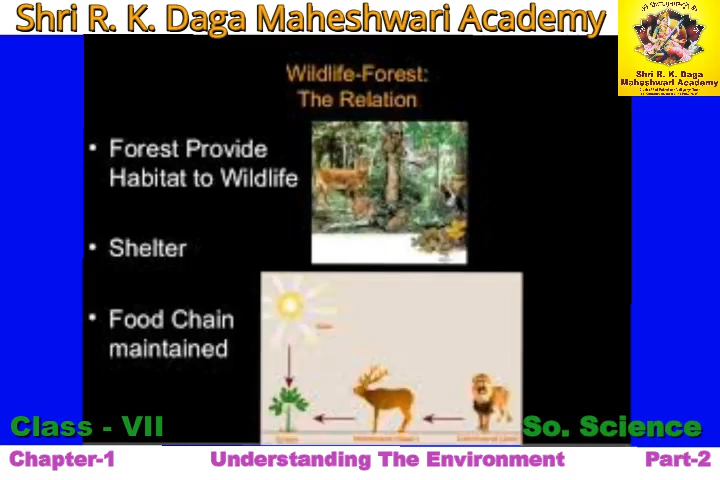 Shri R. K. Daga Maheshwari Academy
Shri R. K. Daga
Maheshwari Academy
Wildlife-Forest:
The Relation
• Forest Provide
Habitat to Wildlife
• Shelter
• Food Chain
maintained
Class - VII
So. Science
Chapter-1
Understanding The Environment
Part-2